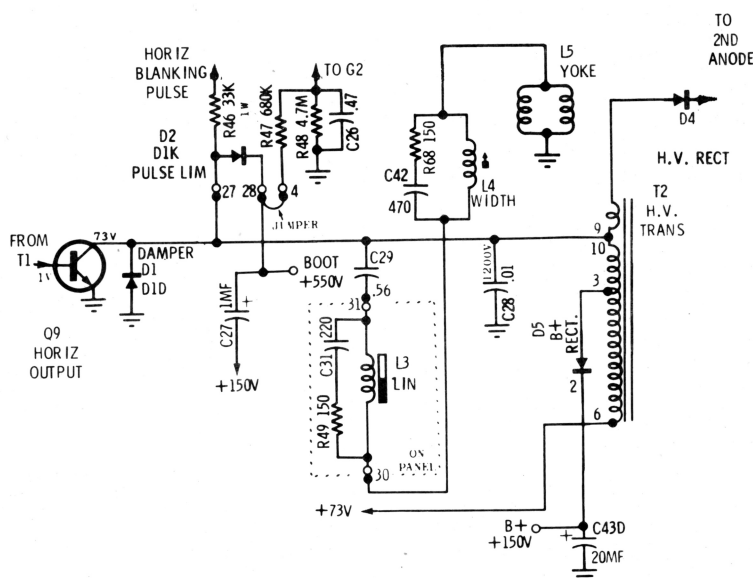 TO
2ND
ANODE
HORIZ
BLANKING
PULSE
TO G2
L5
YOKE
R46 33K
1W
R47 680K
R48 4.7M
C26
.47
D4
D2
D1K
PULSE LIM
R68 150
C42
470
L4
WIDTH
H.V. RECT
T2
H.V.
TRANS
27
28
4
JUMPER
9
10
FROM
T1
73V
DAMPER
D1
D1D
BOOT
+550V
C29
.56
1200V
.01
C28
3
D5
B+
RECT.
2
Q9
HORIZ
OUTPUT
C27
1MF
+
+150V
31
220
C31
L3
LIN
R49 150
ON
PANEL
30
6
+73V
B+
+150V
+
C43D
20MF